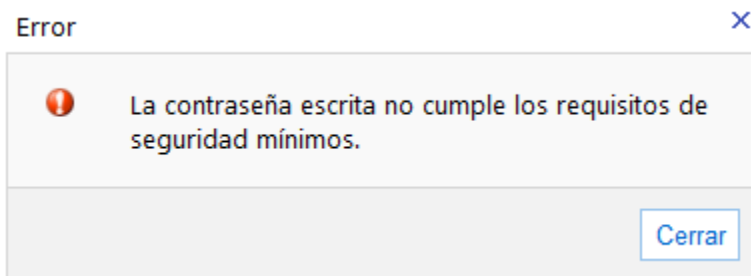 Error
La contraseña escrita no cumple los requisitos de
seguridad mínimos.
Cerrar